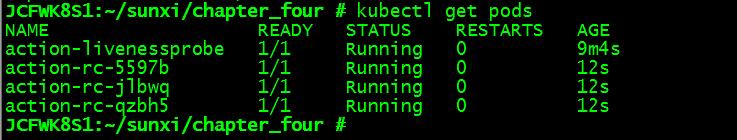 JCFWK8S1:~/sunxi/chapter_four # kubectl get pods
NAME READY STATUS RESTARTS AGE
action-livenessprobe 1/1 Running 0 9m4s
action-rc-5597b 1/1 Running 0 12s
action-rc-jlbwq 1/1 Running 0 12s
action-rc-qzbh5 1/1 Running 0 12s
JCFWK8S1:~/sunxi/chapter_four #